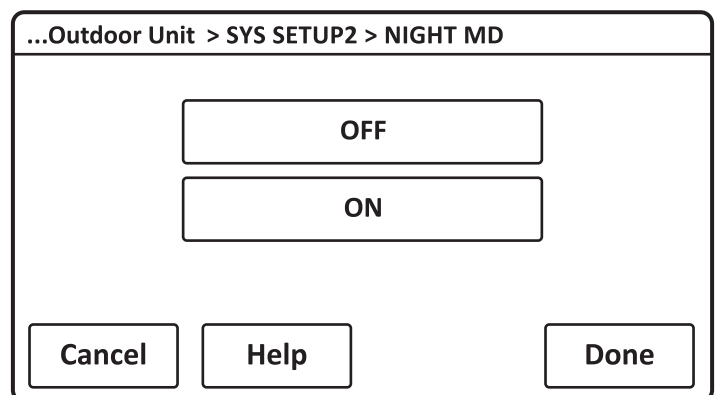 ...Outdoor Unit > SYS SETUP2 > NIGHT MD
OFF
ON
Cancel Help Done